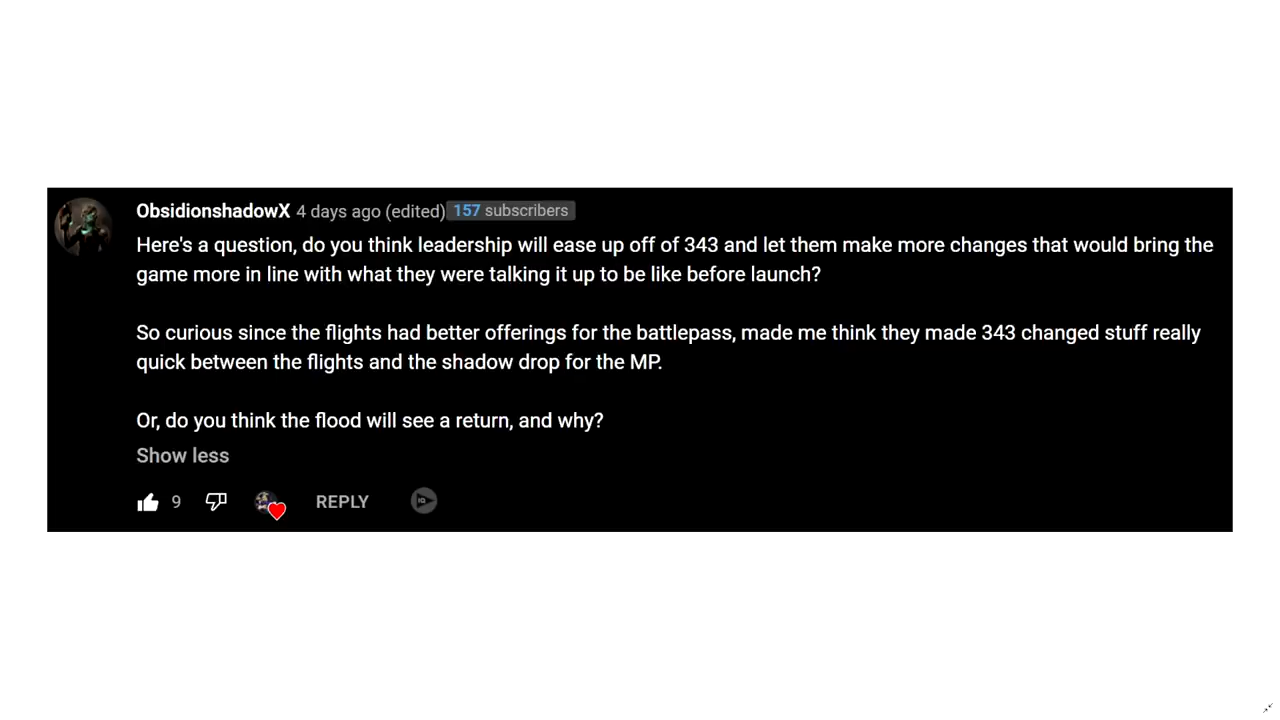 ObsidionshadowX 4 days ago (edited) 157 subscribers
Here's a question, do you think leadership will ease up off of 343 and let them make more changes that would bring the
game more in line with what they were talking it up to be like before launch?
So curious since the flights had better offerings for the battlepass, made me think they made 343 changed stuff really
quick between the flights and the shadow drop for the MP.
Or, do you think the flood will see a return, and why?
Show less
9 REPLY